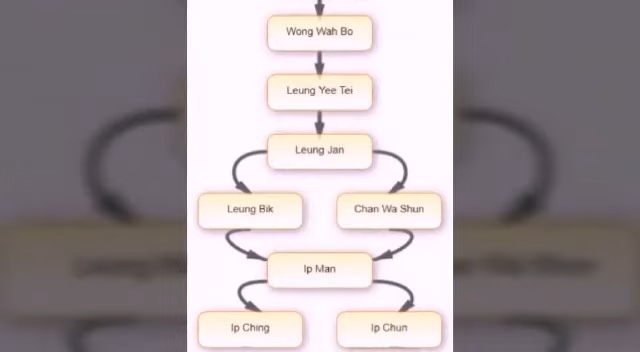 Wong Wah Bo
Leung Yee Tei
Leung Jan
Leung Bik
Chan Wa Shun
Ip Man
Ip Ching
Ip Chun